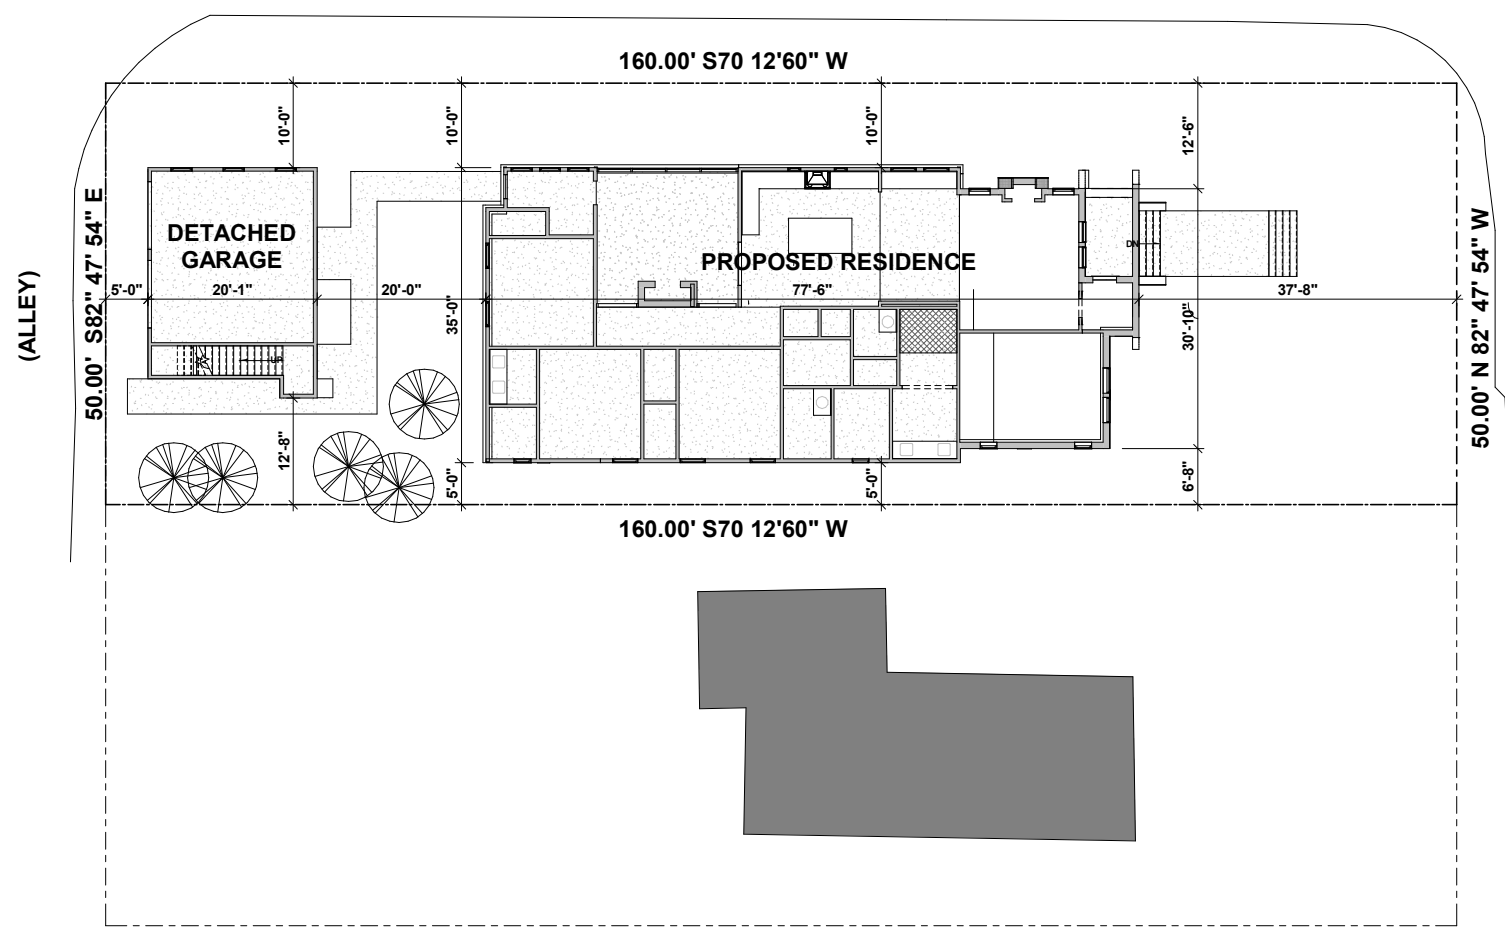 160.00' S70 12'60" W
10'-0"
10'-0"
10'-0"
12'-6"
DETACHED
GARAGE
PROPOSED RESIDENCE
DN
(ALLEY)
50.00' S82" 47' 54" E
5'-0"
20'-1"
20'-0"
77'-6"
37'-8"
35'-0"
30'-10"
50.00' N 82" 47' 54" W
UP
12'-8"
5'-0"
5'-0"
6'-8"
160.00' S70 12'60" W